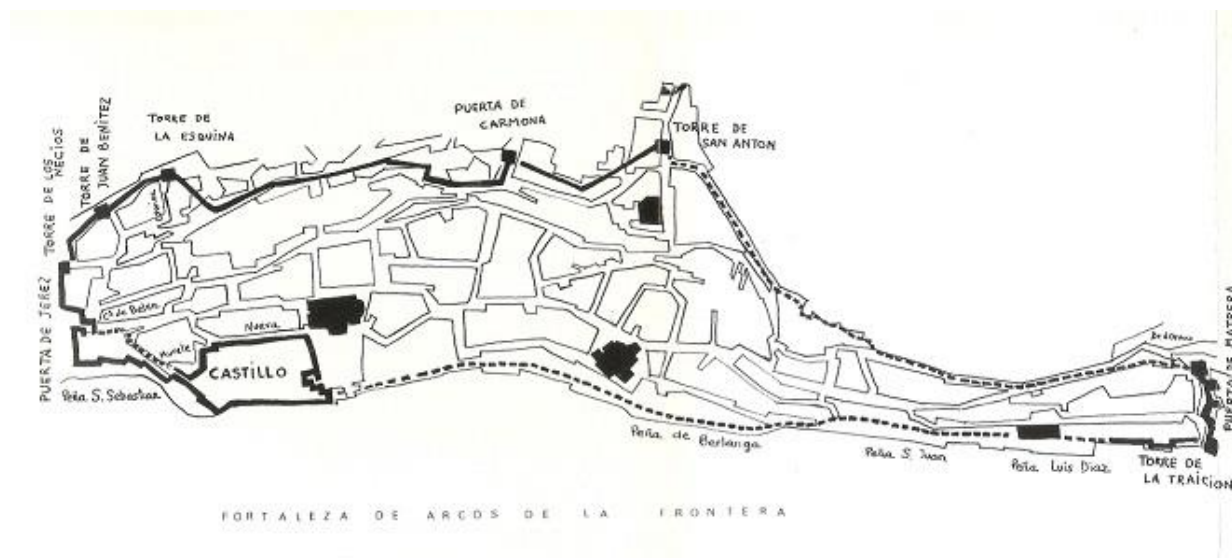 TORRE DE LOS
NECIOS
TORRE DE
JUAN BENÍTEZ
TORRE DE
LA ESQUINA
PUERTA DE
CARMONA
TORRE DE
SAN ANTON
PUERTA DE JEREZ
Cª de Belén
Nueva
CASTILLO
Peña S. Sebastian
Peña de Berlanga
Peña S. Juan
Peña Luis Diaz
TORRE DE
LA TRAICION
PUERTA DE MATRERA
FORTALEZA DE ARCOS DE LA FRONTERA